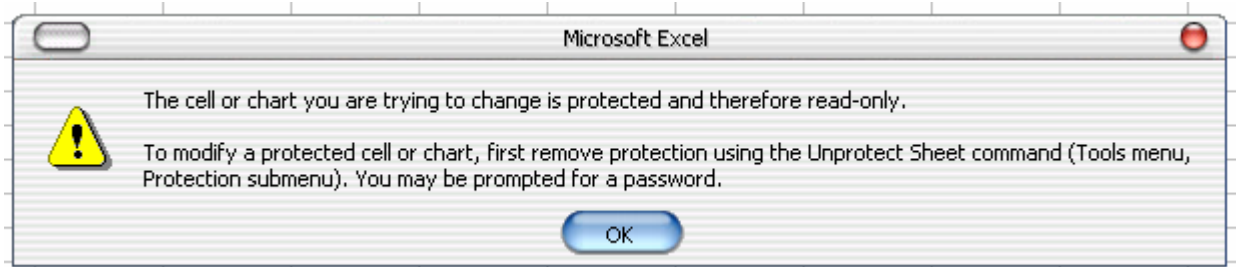 Microsoft Excel
The cell or chart you are trying to change is protected and therefore read-only.
To modify a protected cell or chart, first remove protection using the Unprotect Sheet command (Tools menu,
Protection submenu). You may be prompted for a password.
OK